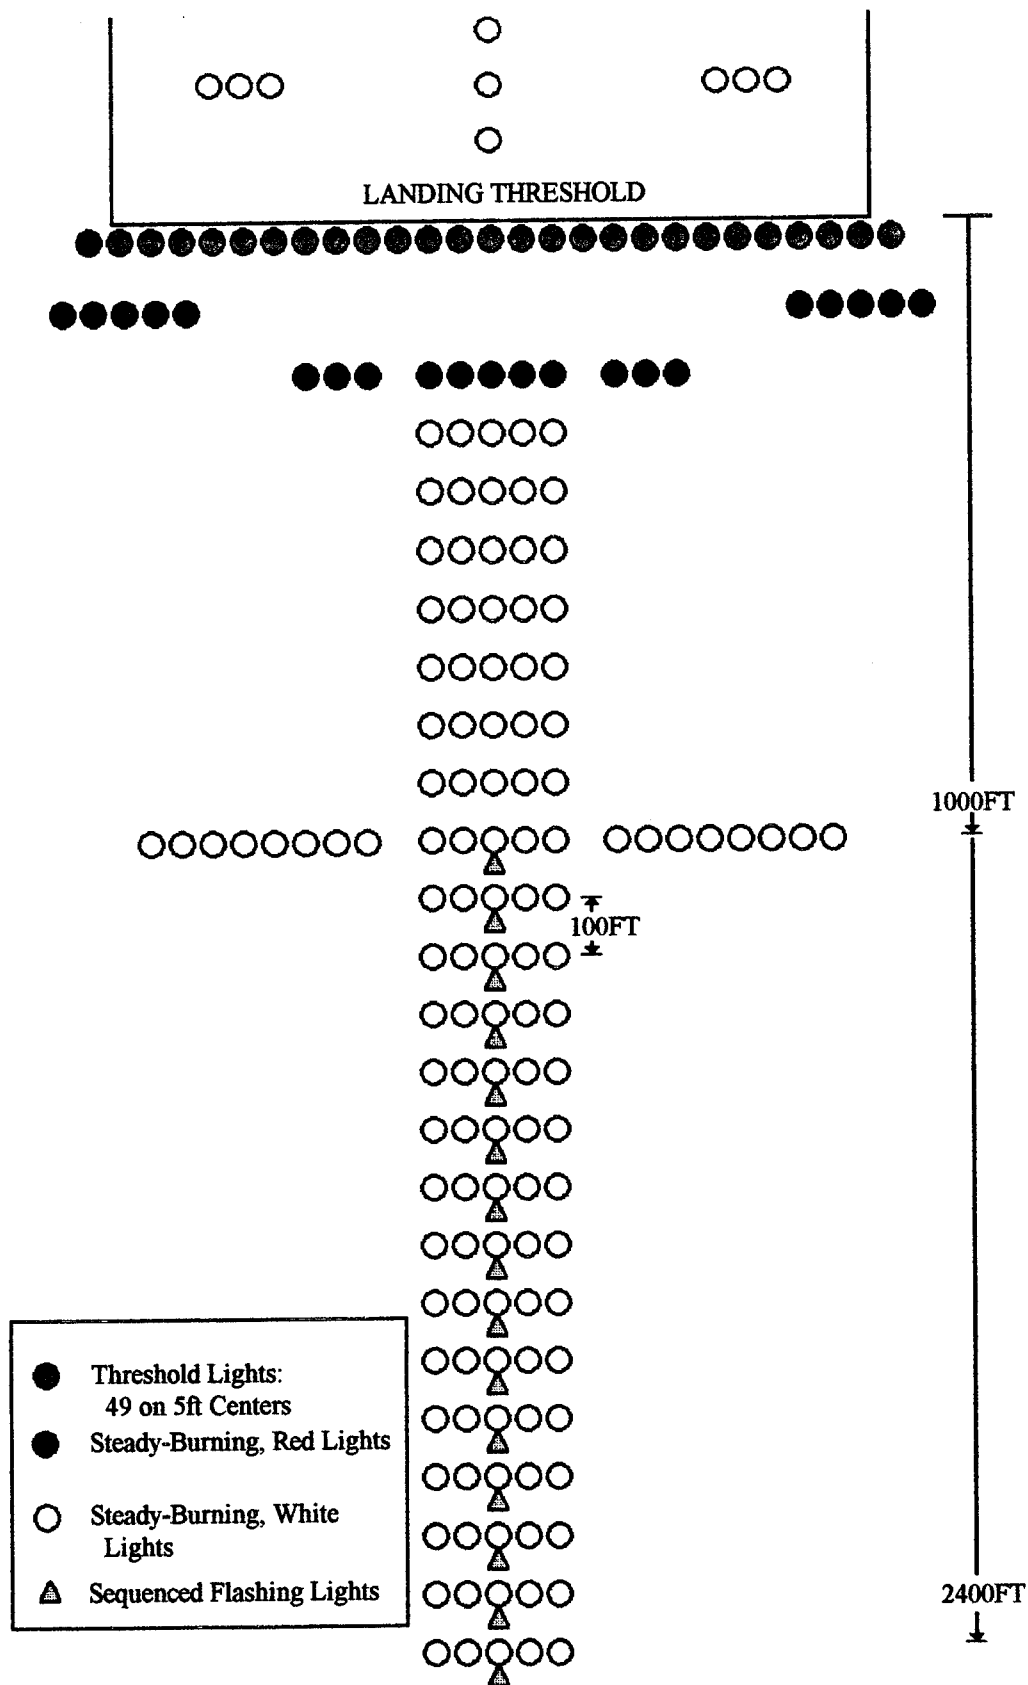 LANDING THRESHOLD
1000FT
100FT
Threshold Lights:
49 on 5ft Centers
Steady-Burning, Red Lights
Steady-Burning, White
Lights
Sequenced Flashing Lights
2400FT